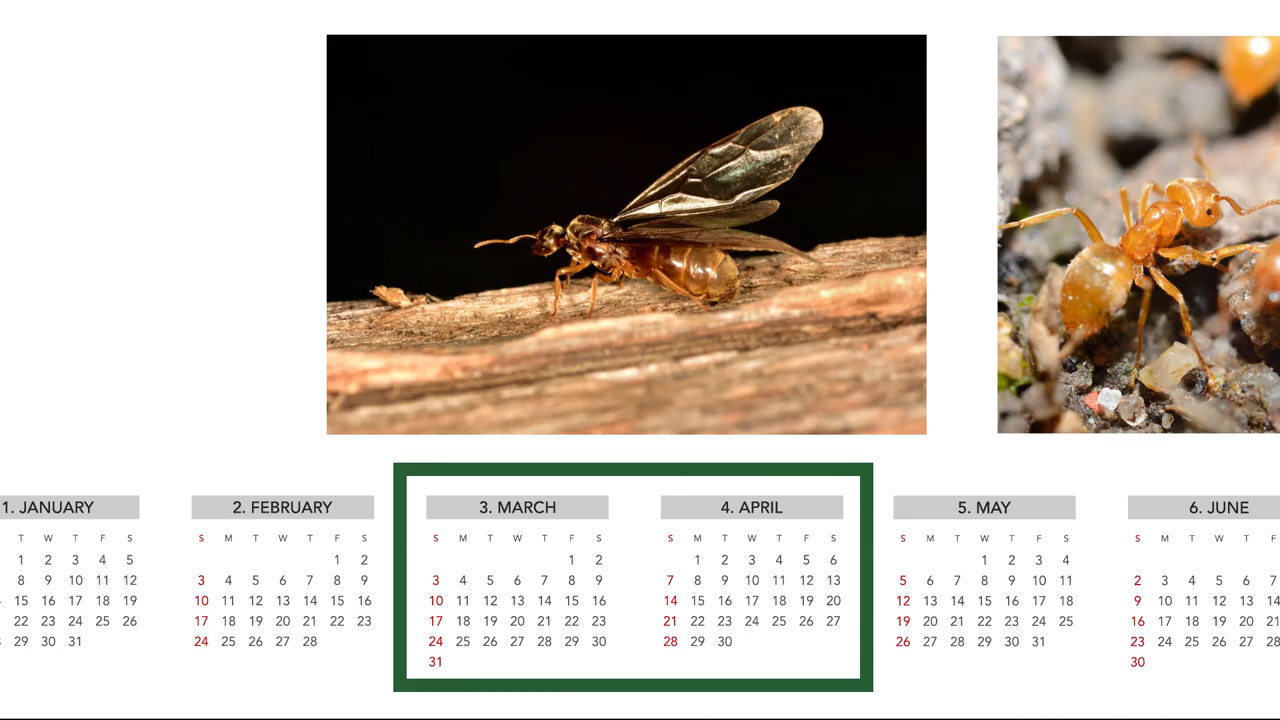 1. JANUARY
T W T F S
1 2 3 4 5
8 9 10 11 12
15 16 17 18 19
22 23 24 25 26
29 30 31
2. FEBRUARY
S M T W T F S
1 2
3 4 5 6 7 8 9
10 11 12 13 14 15 16
17 18 19 20 21 22 23
24 25 26 27 28
3. MARCH
S M T W T F S
1 2
3 4 5 6 7 8 9
10 11 12 13 14 15 16
17 18 19 20 21 22 23
24 25 26 27 28 29 30
31
4. APRIL
S M T W T F S
1 2 3 4 5 6
7 8 9 10 11 12 13
14 15 16 17 18 19 20
21 22 23 24 25 26 27
28 29 30
5. MAY
S M T W T F S
1 2 3 4
5 6 7 8 9 10 11
12 13 14 15 16 17 18
19 20 21 22 23 24 25
26 27 28 29 30 31
6. JUNE
S M T W T F
2 3 4 5 6 7
9 10 11 12 13 14
16 17 18 19 20 21
23 24 25 26 27 28
30